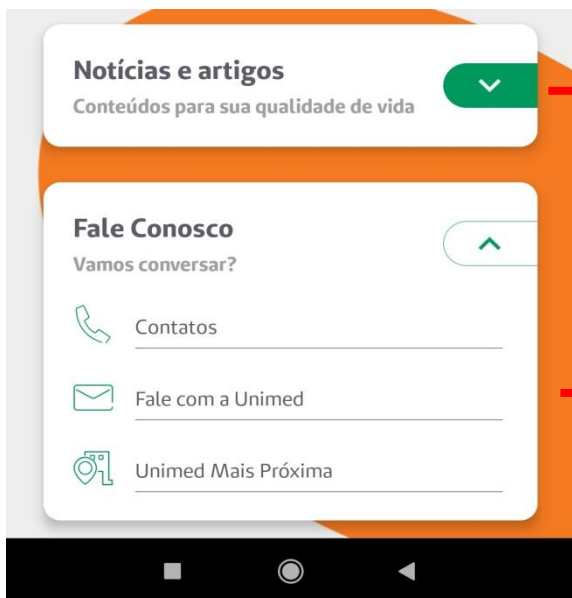 Notícias e artigos
Conteúdos para sua qualidade de vida
Fale Conosco
Vamos conversar?
Contatos
Fale com a Unimed
Unimed Mais Próxima